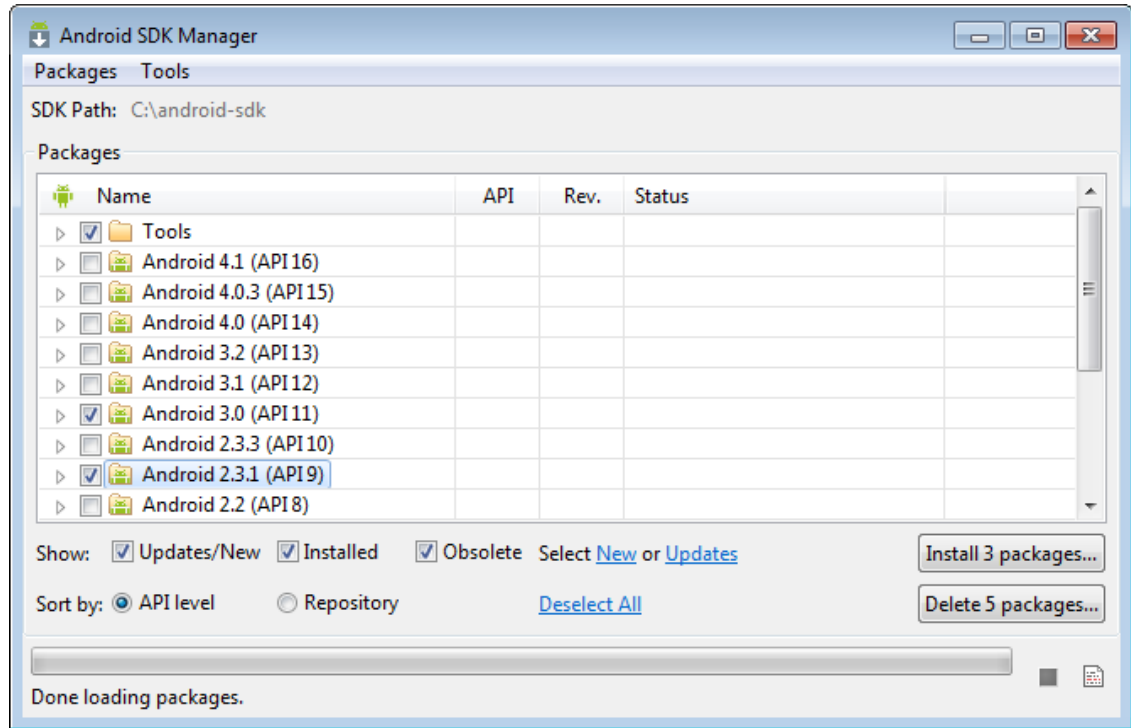 Android SDK Manager
Packages Tools
SDK Path: C:\android-sdk
Packages
Name API Rev. Status
Tools
Android 4.1 (API 16)
Android 4.0.3 (API 15)
Android 4.0 (API 14)
Android 3.2 (API 13)
Android 3.1 (API 12)
Android 3.0 (API 11)
Android 2.3.3 (API 10)
Android 2.3.1 (API 9)
Android 2.2 (API 8)
Show: Updates/New Installed Obsolete Select New or Updates Install 3 packages...
Sort by: API level Repository Deselect All Delete 5 packages...
Done loading packages.